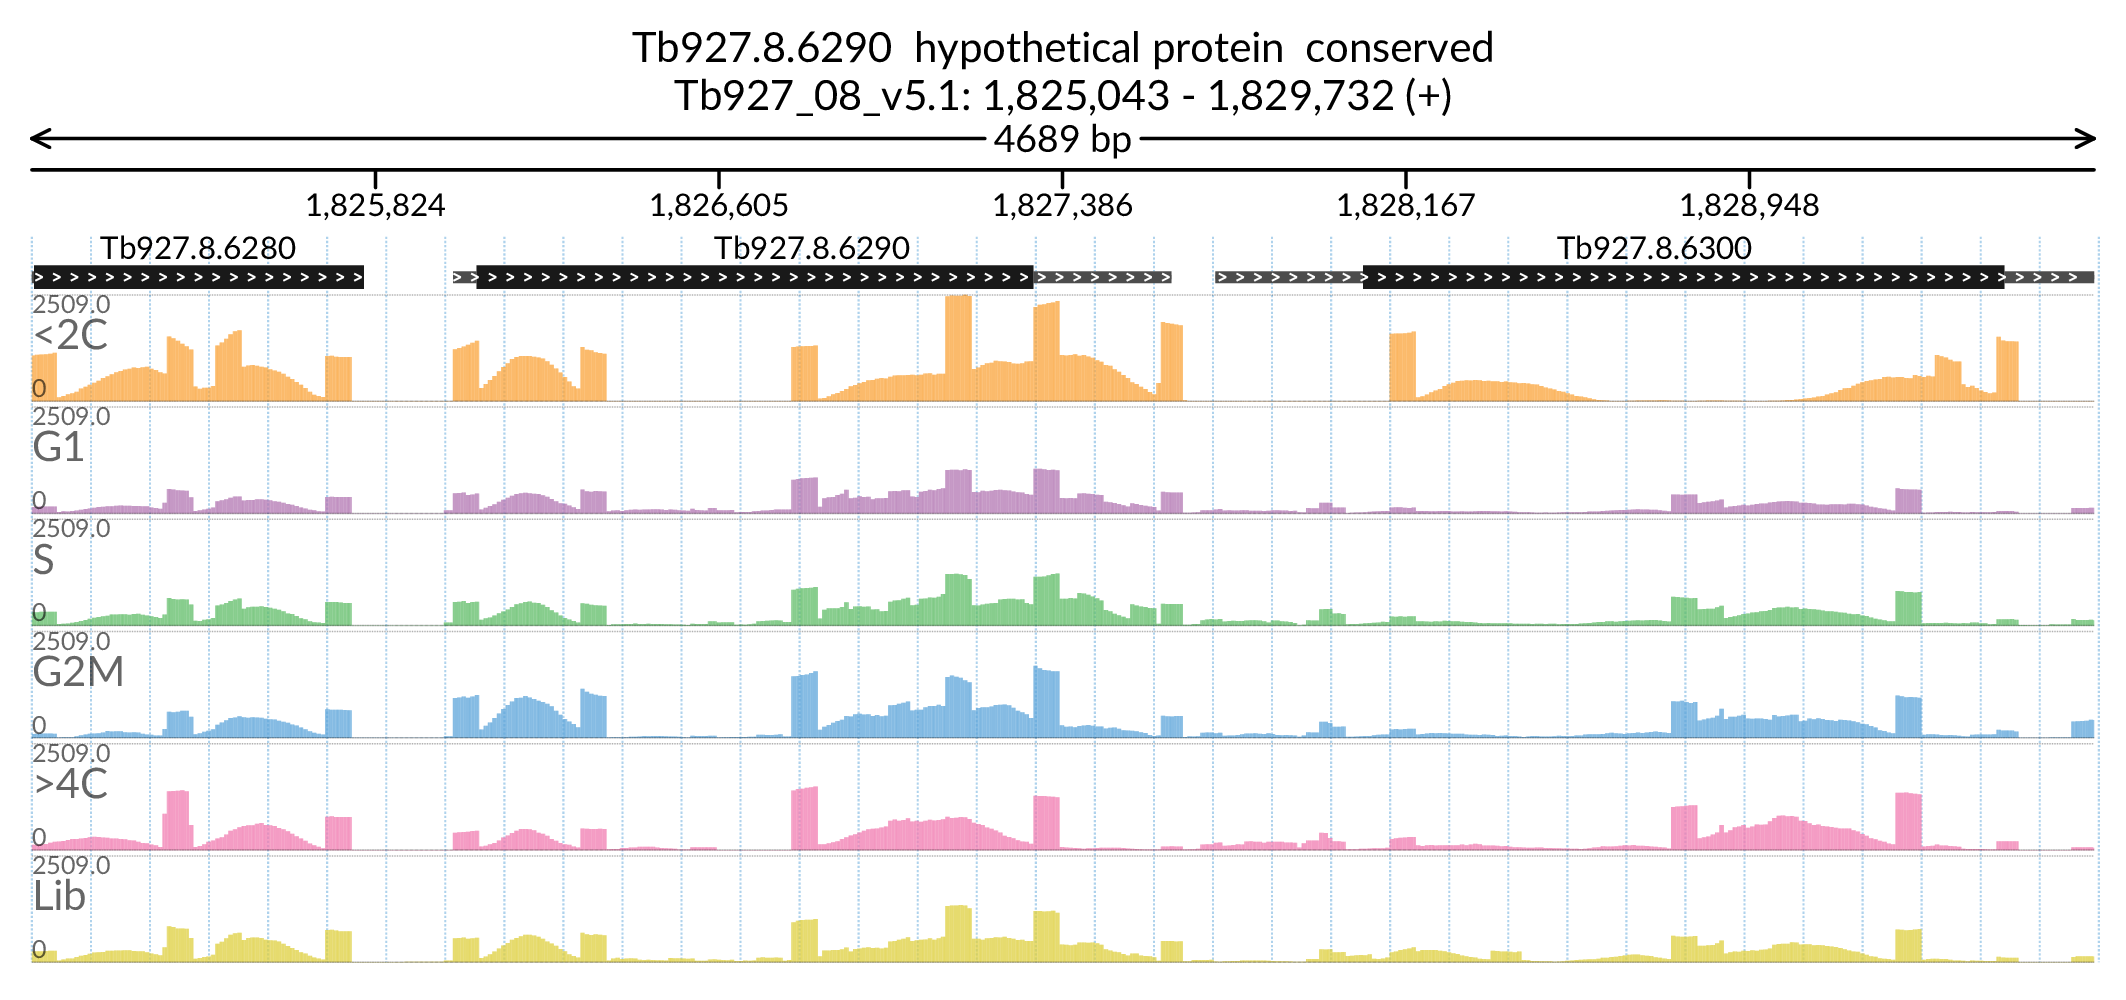 Tb927.8.6290 hypothetical protein conserved
Tb927_08_v5.1: 1,825,043 - 1,829,732 (+)
4689 bp
1,825,824 1,826,605 1,827,386 1,828,167 1,828,948
Tb927.8.6280 Tb927.8.6290 Tb927.8.6300
2509.0
<2C
0
2509.0
G1
0
2509.0
S
0
2509.0
G2M
0
2509.0
>4C
0
2509.0
Lib
0